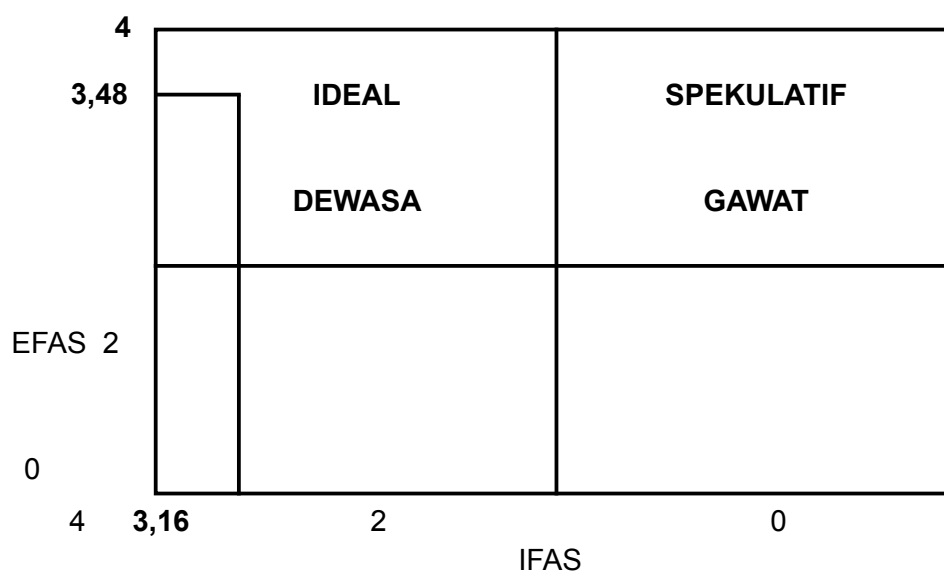 4
3,48 IDEAL SPEKULATIF
DEWASA GAWAT
EFAS 2
0
4 3,16 2 0
IFAS